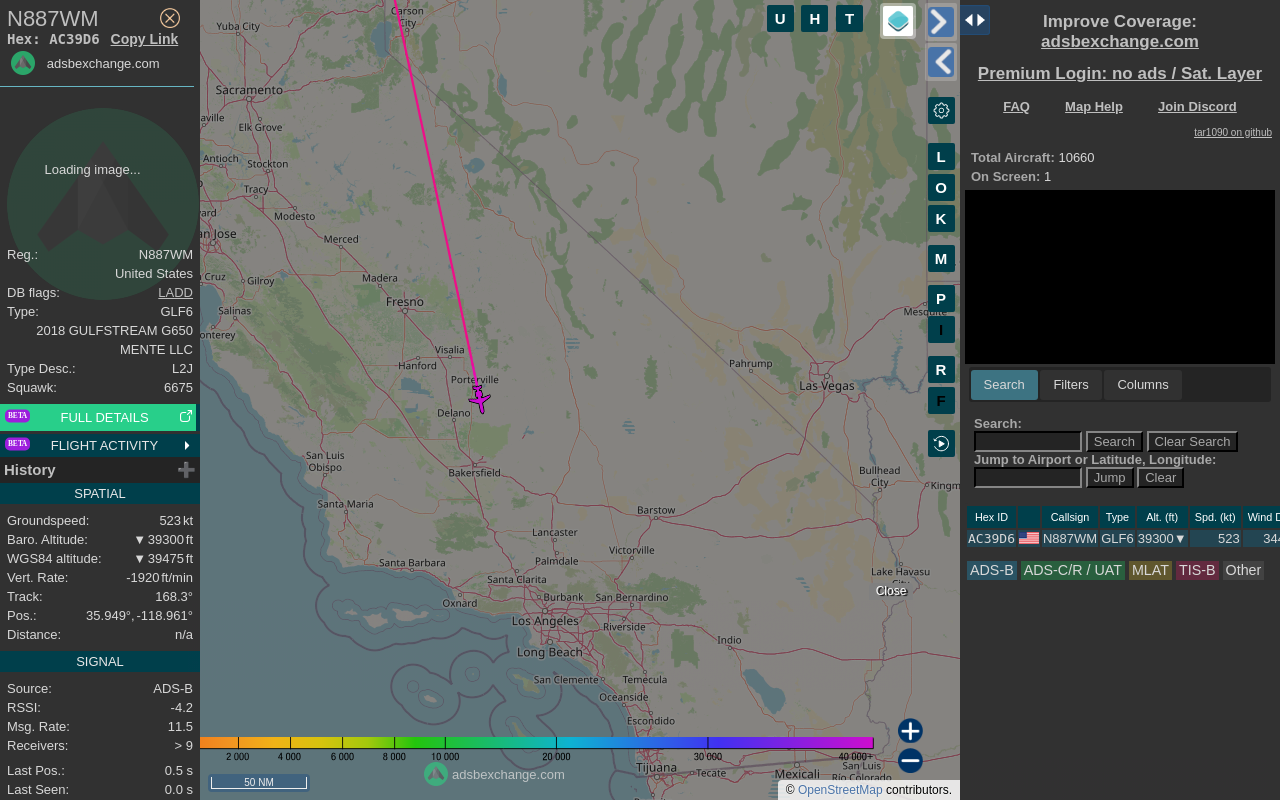 N887WM
Hex: AC39D6 Copy Link
adsbexchange.com
Loading image...
Reg.: N887WM
United States
DB flags: LADD
Type: GLF6
2018 GULFSTREAM G650
MENTE LLC
Type Desc.: L2J
Squawk: 6675
BETA FULL DETAILS
BETA FLIGHT ACTIVITY
History
SPATIAL
Groundspeed: 523 kt
Baro. Altitude: ▼ 39300 ft
WGS84 altitude: ▼ 39475 ft
Vert. Rate: -1920 ft/min
Track: 168.3°
Pos.: 35.949°, -118.961°
Distance: n/a
SIGNAL
Source: ADS-B
RSSI: -4.2
Msg. Rate: 11.5
Receivers: > 9
Last Pos.: 0.5 s
Last Seen: 0.0 s
Carson
City
Yuba City
Sacramento
Elk Grove
Antioch
Stockton
Tracy
Modesto
Merced
Madera
Gilroy
Salinas
Fresno
Visalia
Hanford
Porterville
Delano
San Luis
Obispo
Bakersfield
Santa Maria
Lancaster
Palmdale
Santa Barbara
Santa Clarita
Oxnard
Burbank
San Bernardino
Los Angeles
Riverside
Long Beach
San Clemente
Temecula
Oceanside
Escondido
Tijuana
Tecate
Mexicali
San Luis
Río Colorado
Indio
Victorville
Barstow
Pahrump
Las Vegas
Bullhead
City
Lake Havasu
Close
U H T
L
O
K
M
P
I
R
F
2 000 4 000 6 000 8 000 10 000 20 000 30 000 40 000+
50 NM
adsbexchange.com
© OpenStreetMap contributors.
Improve Coverage:
adsbexchange.com
Premium Login: no ads / Sat. Layer
FAQ Map Help Join Discord
tar1090 on github
Total Aircraft: 10660
On Screen: 1
Search Filters Columns
Search:
Search Clear Search
Jump to Airport or Latitude, Longitude:
Jump Clear
Hex ID Callsign Type Alt. (ft) Spd. (kt) Wind D
AC39D6 N887WM GLF6 39300▼ 523 344
ADS-B ADS-C/R / UAT MLAT TIS-B Other